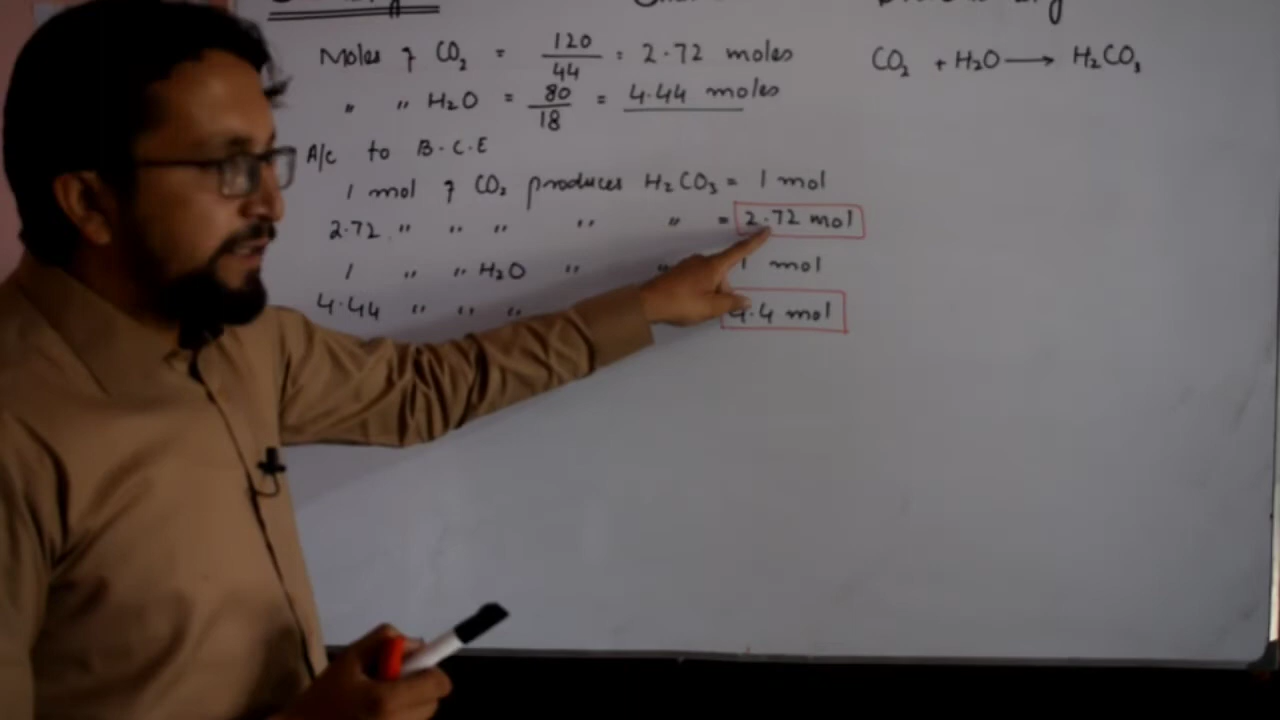 Moles of CO₂ = 120/44 = 2.72 moles
" " H₂O = 80/18 = 4.44 moles
CO₂ + H₂O → H₂CO₃
A/c to B.C.E
1 mol of CO₂ produces H₂CO₃ = 1 mol
2.72 " " " " " = 2.72 mol
1 " " H₂O " " 1 mol
4.44 " " " 4.4 mol